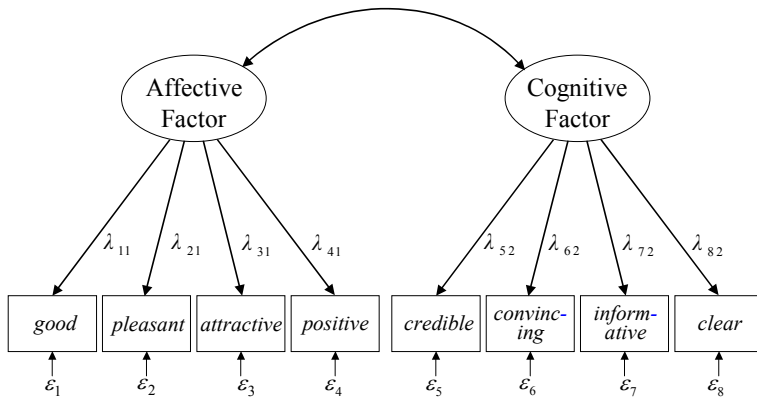 Affective
Factor
Cognitive
Factor
λ11 λ21 λ31 λ41 λ52 λ62 λ72 λ82
good pleasant attractive positive credible convinc-
ing inform-
ative clear
ε1 ε2 ε3 ε4 ε5 ε6 ε7 ε8